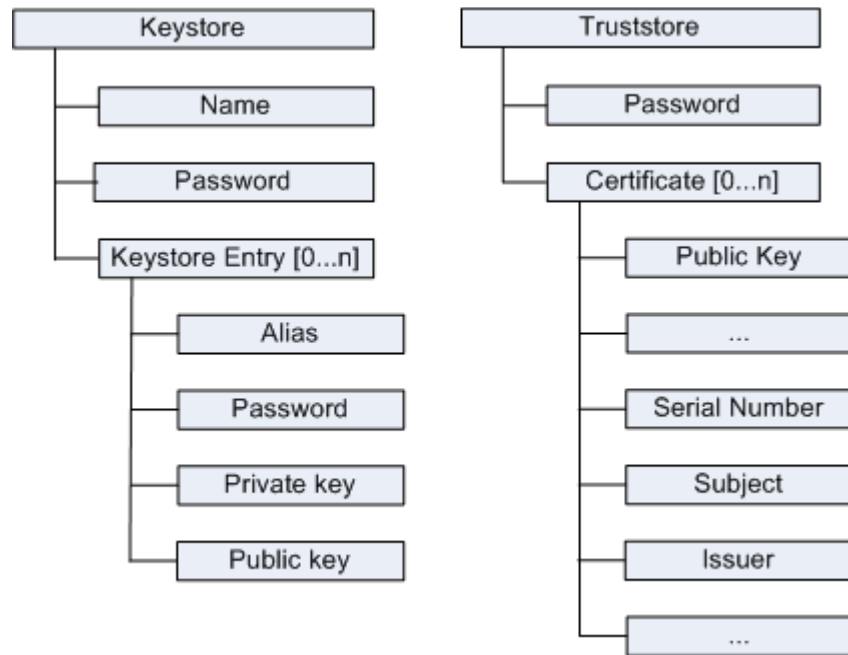 Keystore
Name
Password
Keystore Entry [0...n]
Alias
Password
Private key
Public key
Truststore
Password
Certificate [0...n]
Public Key
...
Serial Number
Subject
Issuer
...